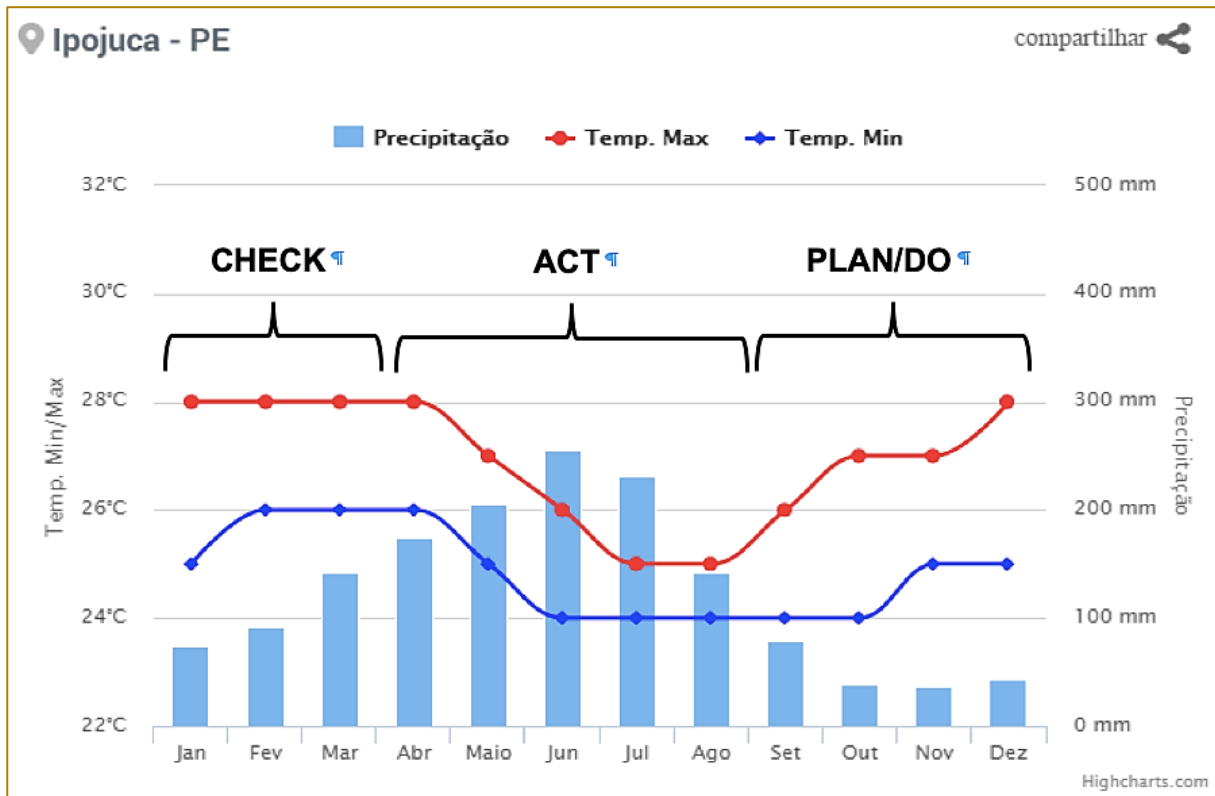 Ipojuca - PE
compartilhar
Precipitação Temp. Max Temp. Min
32°C 500 mm
CHECK ¶ ACT ¶ PLAN/DO ¶
30°C 400 mm
28°C 300 mm
Temp. Min/Max
Precipitação
26°C 200 mm
24°C 100 mm
22°C 0 mm
Jan Fev Mar Abr Maio Jun Jul Ago Set Out Nov Dez
Highcharts.com